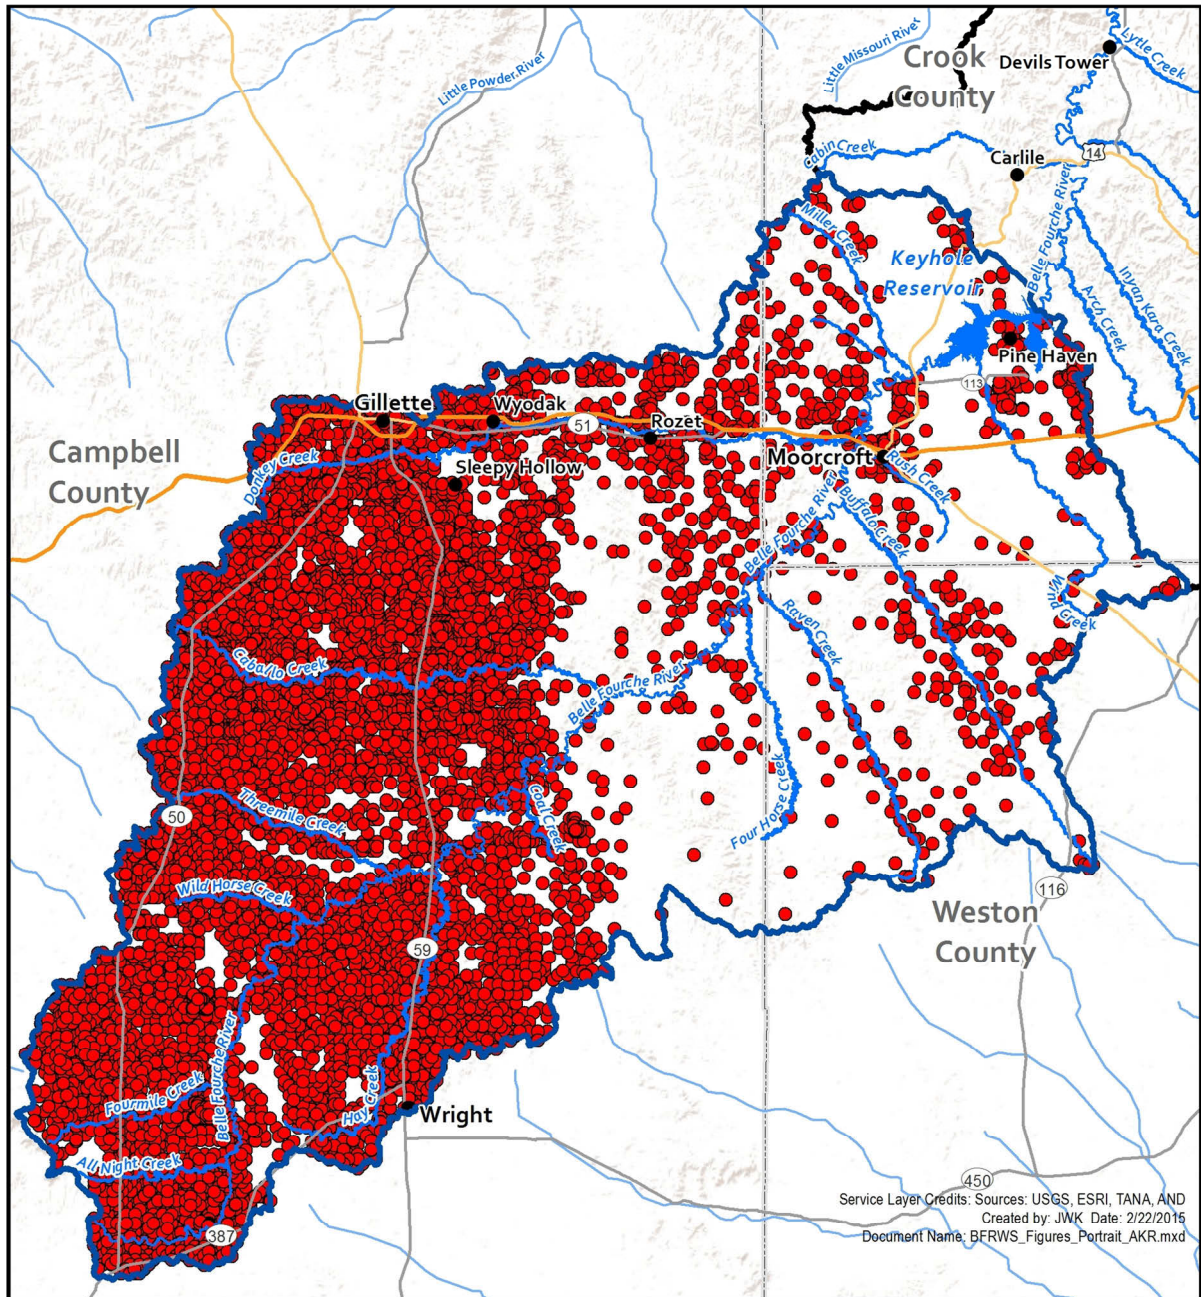 Little Missouri River
Crook
County
Devils Tower
Lytle Creek
Little Powder River
14
Cabin Creek
Carlile
Belle Fourche River
Miller Creek
Keyhole
Reservoir
Inyan Kara Creek
Arch Creek
Pine Haven
113
Gillette
Wyodak
51
Rozet
Campbell
County
Donkey Creek
Sleepy Hollow
Moorcroft
Rush Creek
Buffalo Creek
Belle Fourche River
Wind Creek
Raven Creek
Caballo Creek
Belle Fourche River
Four Horse Creek
Coal Creek
Threemile Creek
50
Wild Horse Creek
116
Weston
County
59
Belle Fourche River
Fourmile Creek
Hay Creek
Wright
All Night Creek
450
387
Service Layer Credits: Sources: USGS, ESRI, TANA, AND
Created by: JWK Date: 2/22/2015
Document Name: BFRWS_Figures_Portrait_AKR.mxd